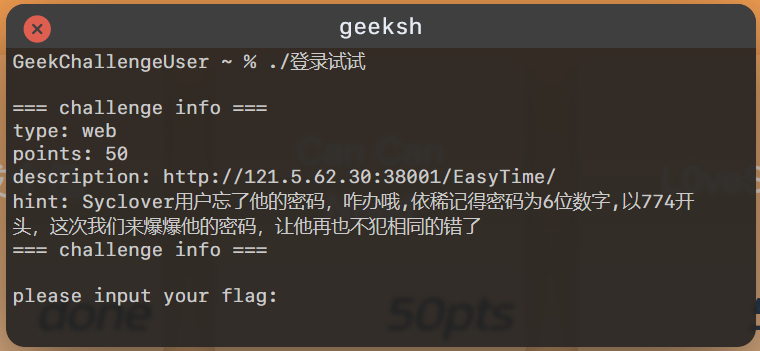 geeksh
GeekChallengeUser ~ % ./登录试试
=== challenge info ===
type: web
points: 50
description: http://121.5.62.30:38001/EasyTime/
hint: Syclover用户忘了他的密码，咋办哦,依稀记得密码为6位数字,以774开
头，这次我们来爆爆他的密码，让他再也不犯相同的错了
=== challenge info ===
please input your flag:
done
50pts